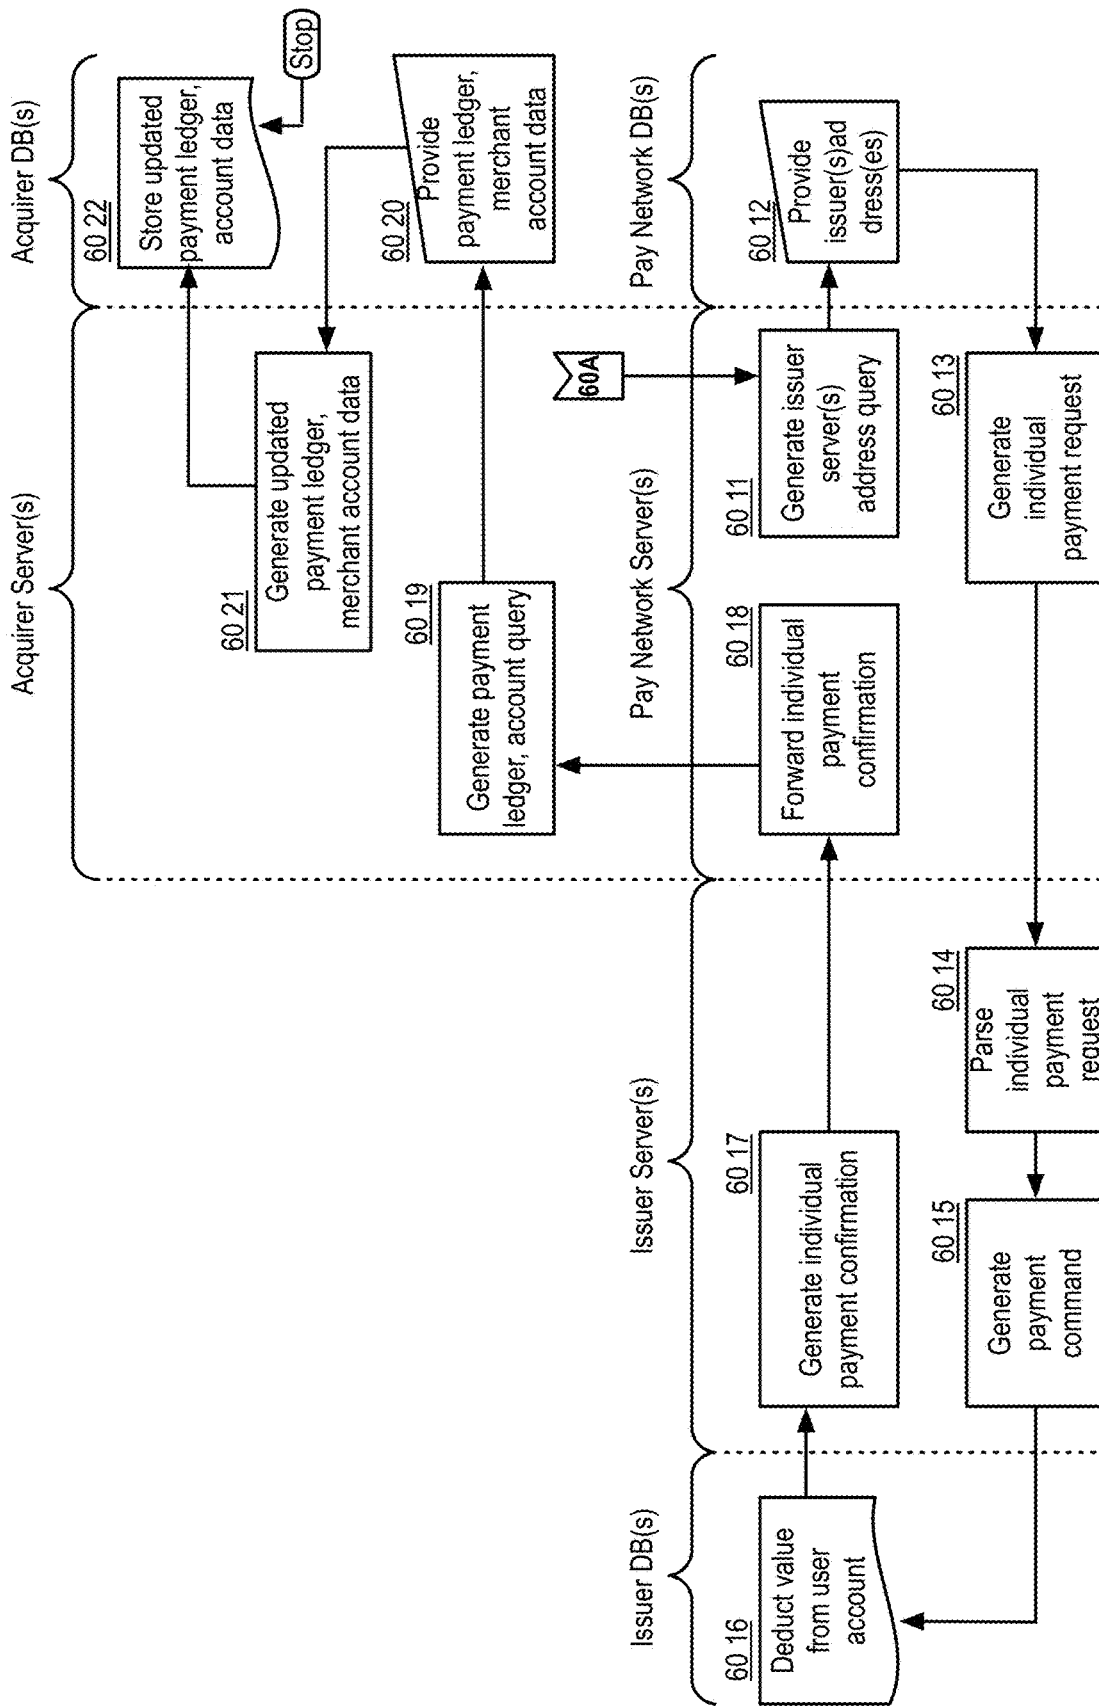 Acquirer Server(s)
Acquirer DB(s)
60 21
Generate updated
payment ledger,
merchant account data
60 22
Store updated
payment ledger,
account data
Stop
60 19
Generate payment
ledger, account query
60 20
Provide
payment ledger,
merchant
account data
Issuer DB(s)
Issuer Server(s)
Pay Network Server(s)
Pay Network DB(s)
60A
60 16
Deduct value
from user
account
60 17
Generate individual
payment confirmation
60 18
Forward individual
payment
confirmation
60 11
Generate issuer
server(s)
address query
60 12
Provide
issuer(s)ad
dress(es)
60 15
Generate
payment
command
60 14
Parse
individual
payment
request
60 13
Generate
individual
payment request